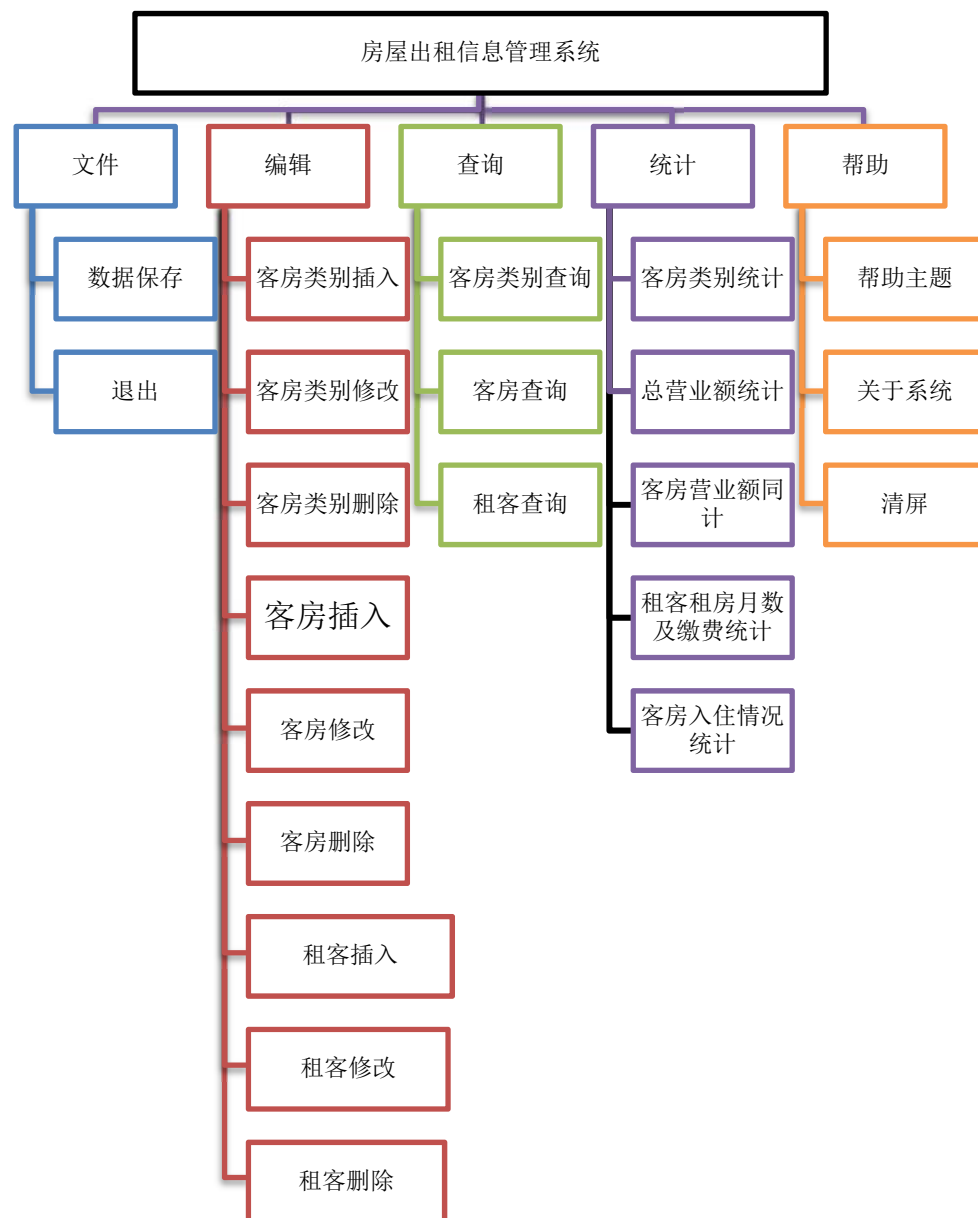 房屋出租信息管理系统
文件
编辑
查询
统计
帮助
数据保存
客房类别插入
客房类别查询
客房类别统计
帮助主题
退出
客房类别修改
客房查询
总营业额统计
关于系统
客房类别删除
租客查询
客房营业额同
计
清屏
客房插入
租客租房月数
及缴费统计
客房修改
客房入住情况
统计
客房删除
租客插入
租客修改
租客删除